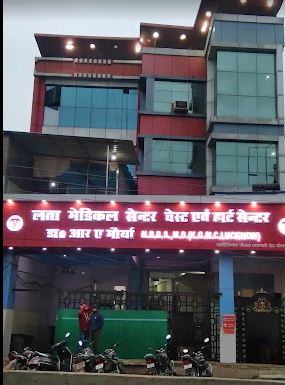 लता मेडिकल सेन्टर चेस्ट एवं हार्ट सेन्टर
डा० आर ए मौर्या M.B.B.S.,M.D.(K.G.M.C.LUCKNOW)